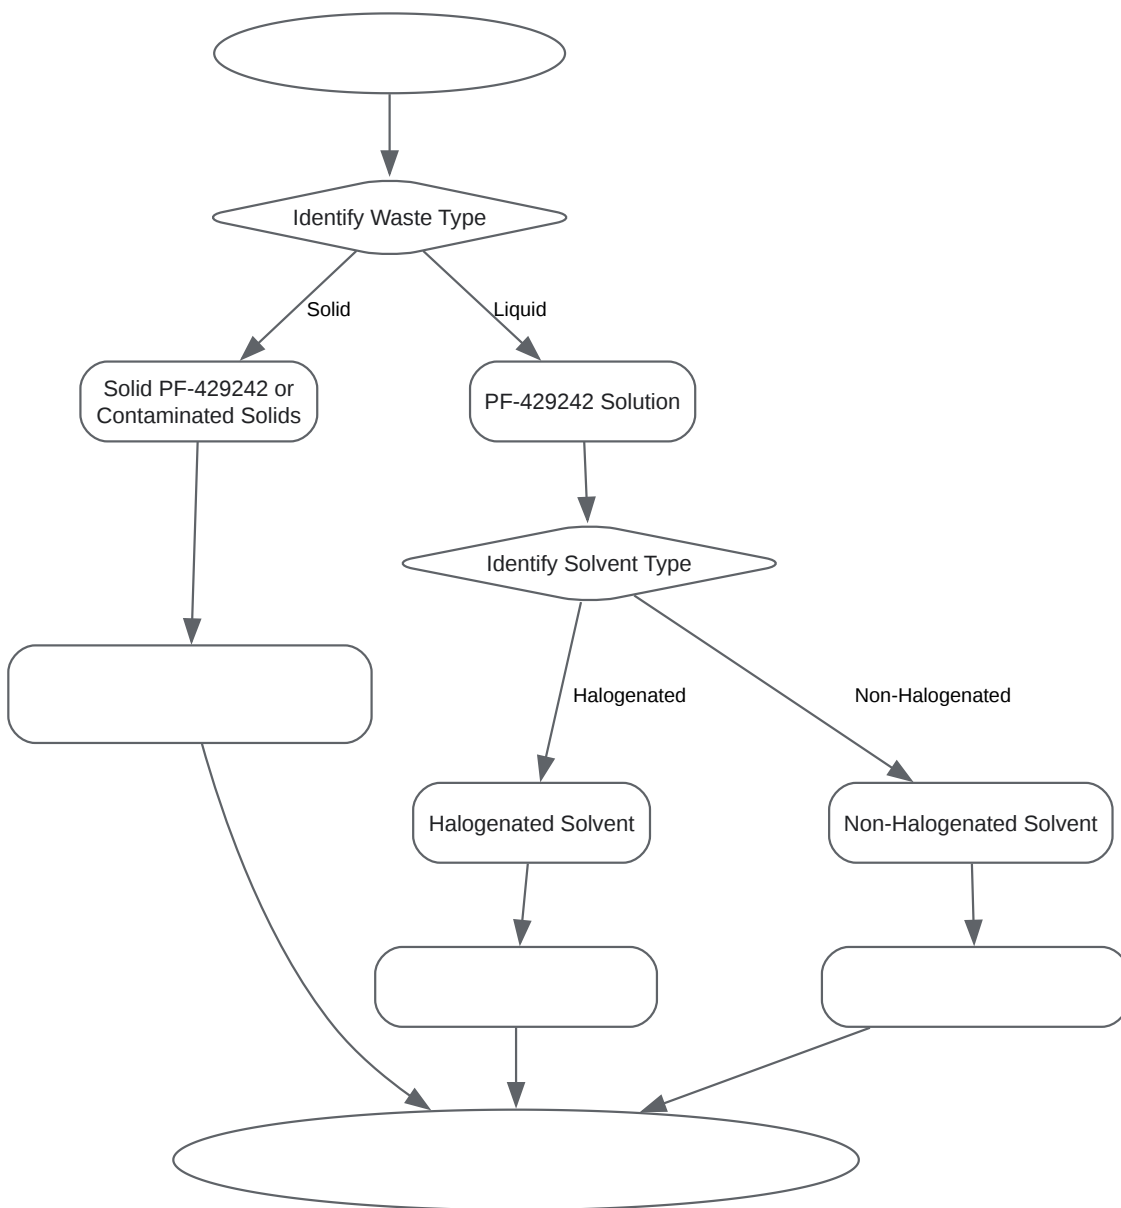 Identify Waste Type
Solid
Liquid
Solid PF-429242 or
Contaminated Solids
PF-429242 Solution
Identify Solvent Type
Halogenated
Non-Halogenated
Halogenated Solvent
Non-Halogenated Solvent